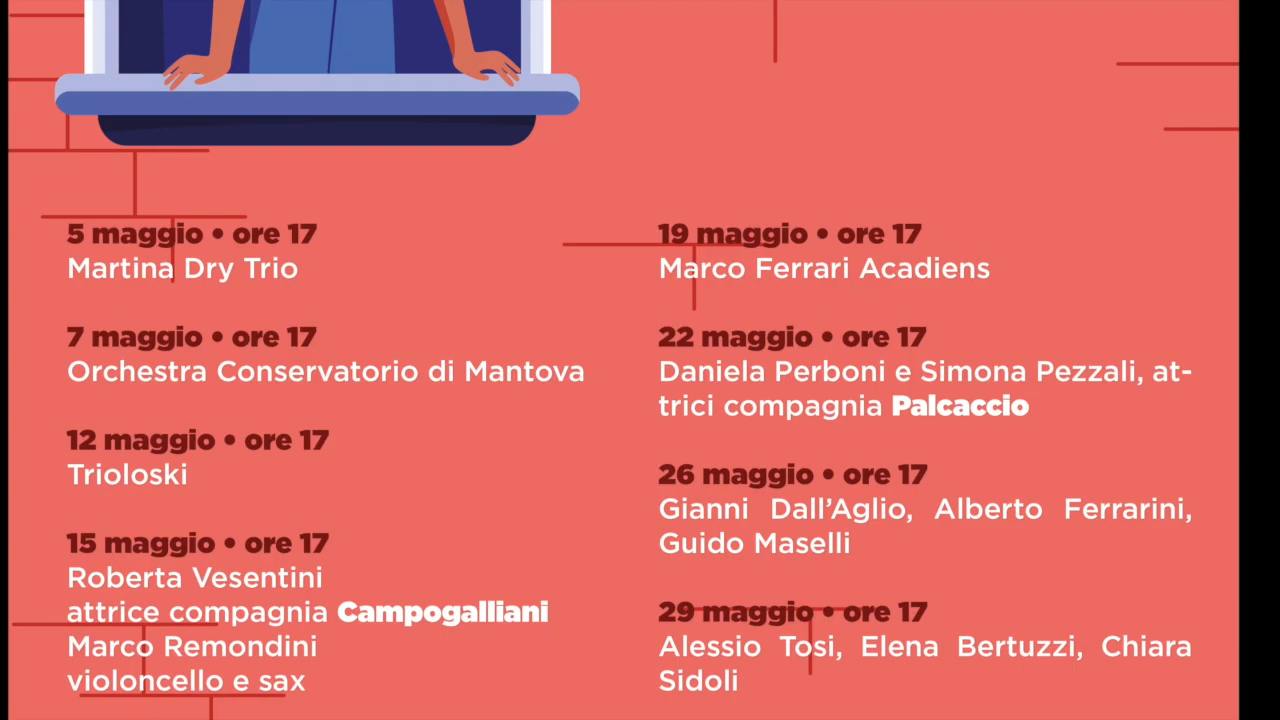 5 maggio • ore 17
Martina Dry Trio
7 maggio • ore 17
Orchestra Conservatorio di Mantova
12 maggio • ore 17
Trioloski
15 maggio • ore 17
Roberta Vesentini
attrice compagnia Campogalliani
Marco Remondini
violoncello e sax
19 maggio • ore 17
Marco Ferrari Acadiens
22 maggio • ore 17
Daniela Perboni e Simona Pezzali, at-
trici compagnia Palcaccio
26 maggio • ore 17
Gianni Dall’Aglio, Alberto Ferrarini,
Guido Maselli
29 maggio • ore 17
Alessio Tosi, Elena Bertuzzi, Chiara
Sidoli